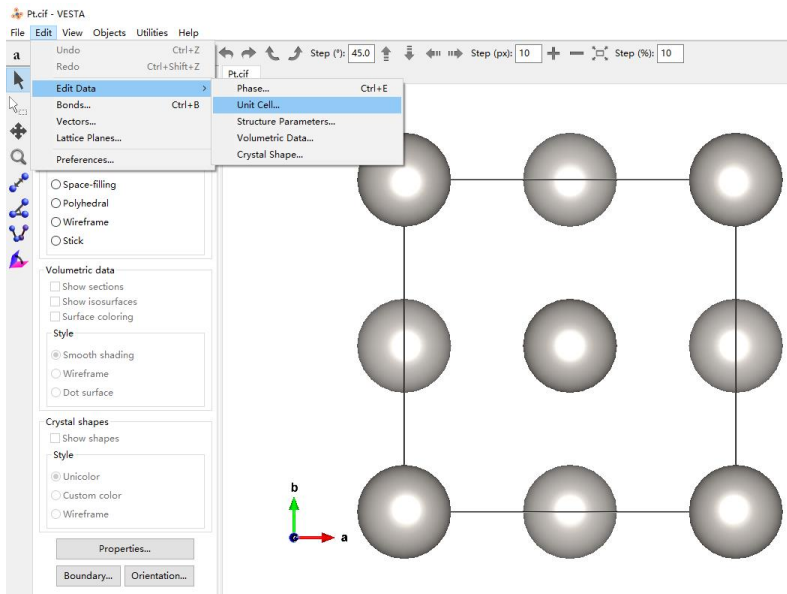 Pt.cif - VESTA
File Edit View Objects Utilities Help
a Undo Ctrl+Z Step (°): 45.0 Step (px): 10 Step (%): 10
Redo Ctrl+Shift+Z Pt.cif
Edit Data > Phase... Ctrl+E
Bonds... Ctrl+B Unit Cell...
Vectors... Structure Parameters...
Lattice Planes... Volumetric Data...
Preferences... Crystal Shape...
Space-filling
Polyhedral
Wireframe
Stick
Volumetric data
Show sections
Show isosurfaces
Surface coloring
Style
Smooth shading
Wireframe
Dot surface
Crystal shapes
Show shapes
Style
Unicolor
Custom color
Wireframe
b
a
Properties...
Boundary... Orientation...